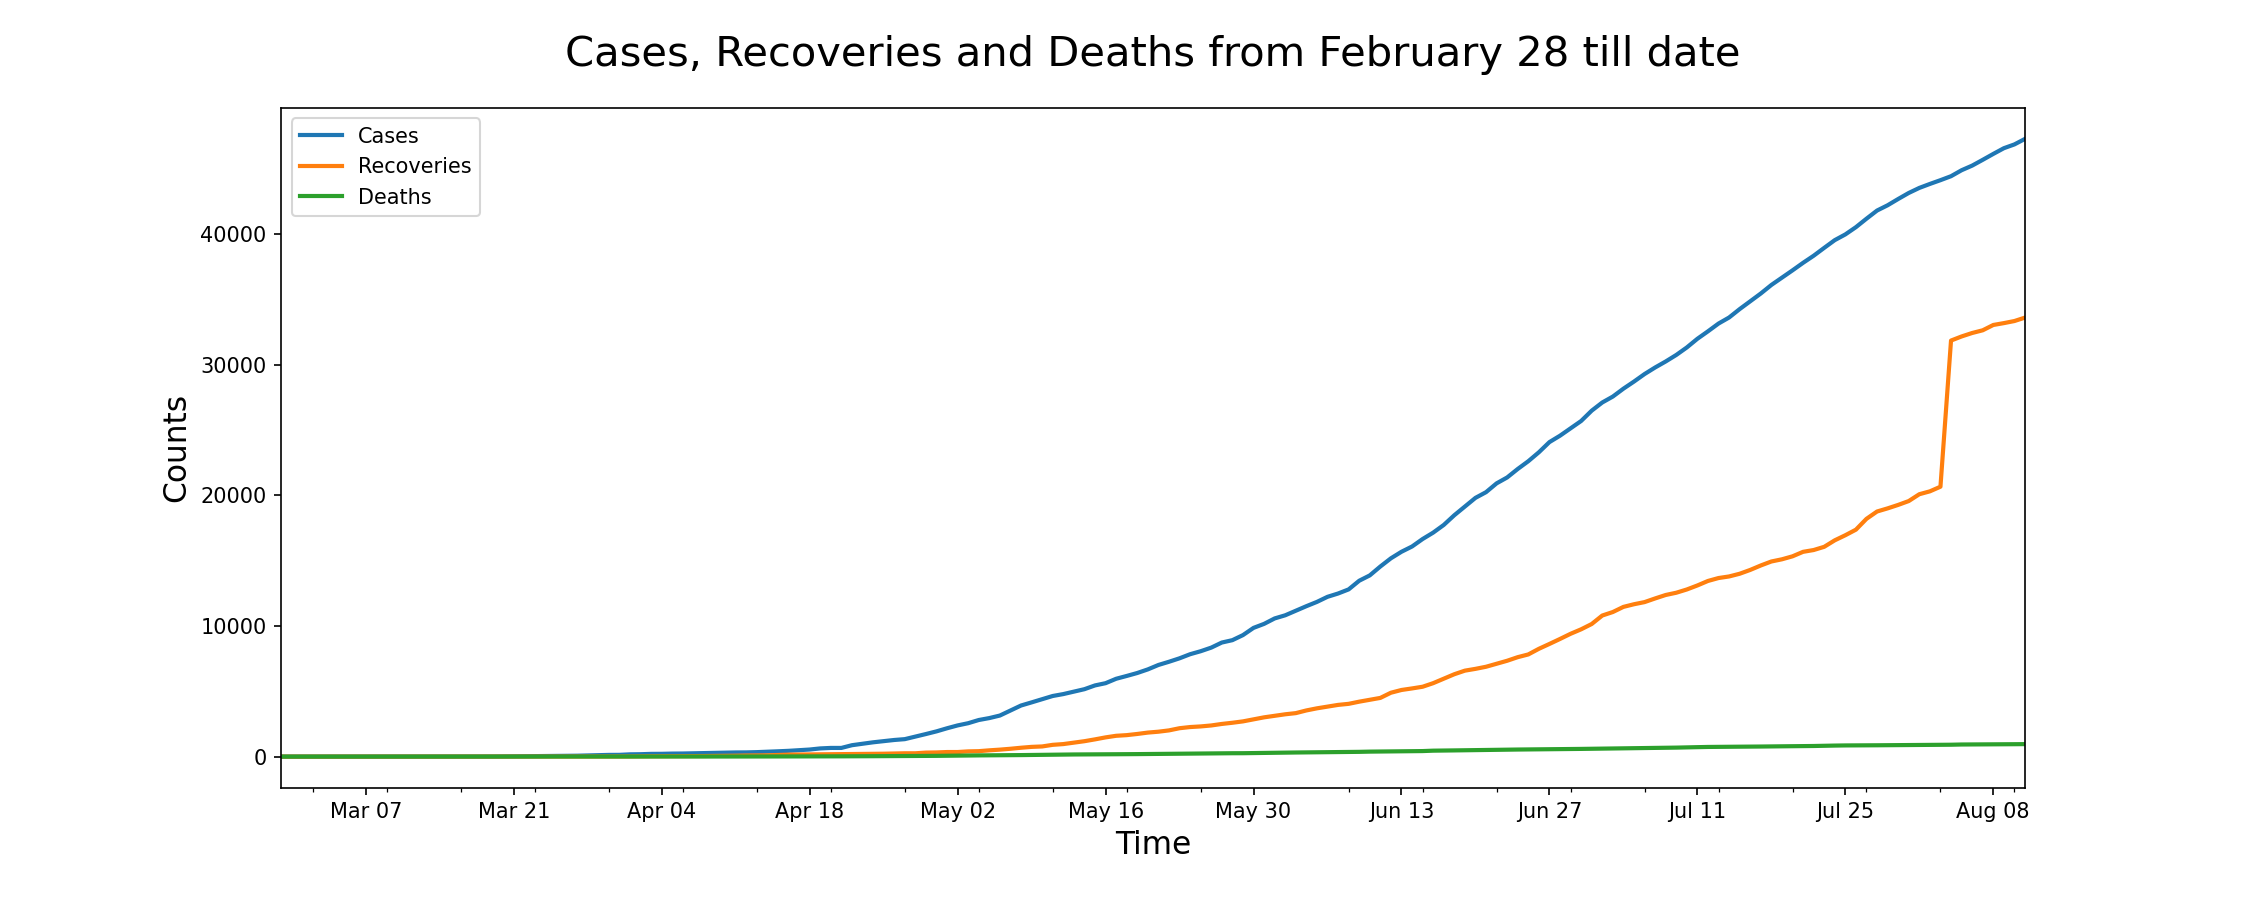 Cases, Recoveries and Deaths from February 28 till date
Cases
Recoveries
Deaths
40000
30000
20000
10000
0
Counts
Mar 07 Mar 21 Apr 04 Apr 18 May 02 May 16 May 30 Jun 13 Jun 27 Jul 11 Jul 25 Aug 08
Time